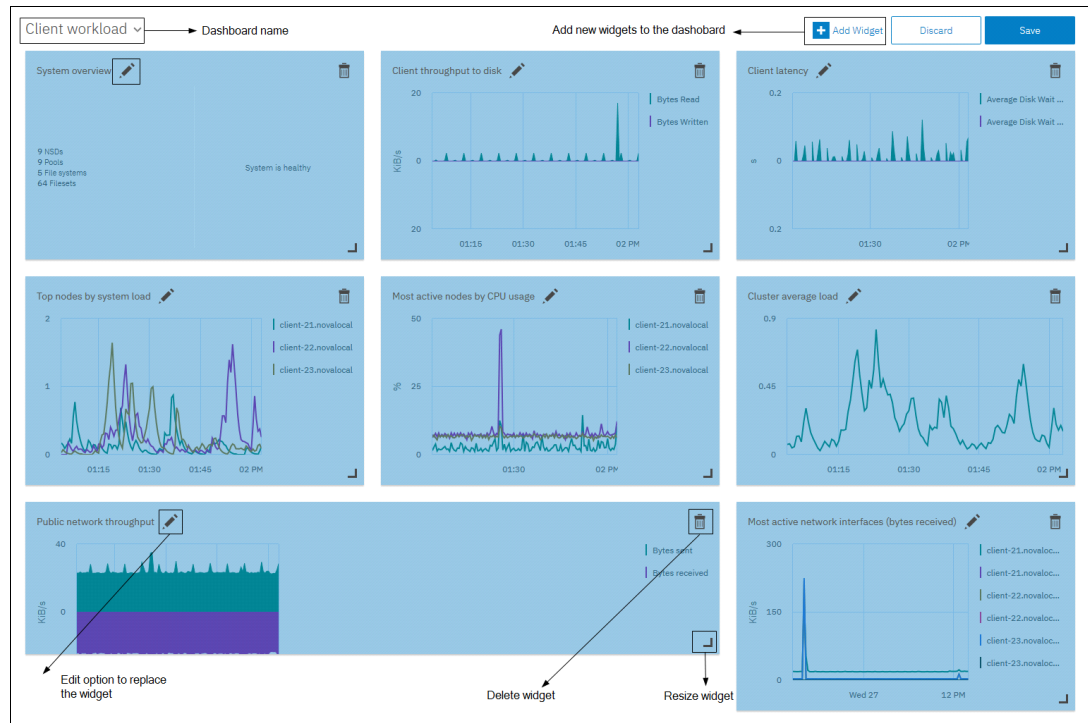 Client workload
Dashboard name
Add new widgets to the dashobard
Add Widget
Discard
Save
System overview
9 NSDs
9 Pools
5 File systems
64 Filesets
System is healthy
Client throughput to disk
20
0
20
KiB/s
01:15 01:30 01:45 02 PM
Bytes Read
Bytes Written
Client latency
0.2
0
0.2
s
01:30 02 PM
Average Disk Wait ...
Average Disk Wait ...
Top nodes by system load
2
1
0
01:15 01:30 01:45 02 PM
client-21.novalocal
client-22.novalocal
client-23.novalocal
Most active nodes by CPU usage
50
25
0
%
01:30 02 PM
client-21.novalocal
client-22.novalocal
client-23.novalocal
Cluster average load
0.9
0.45
0
01:15 01:30 01:45 02 PM
Public network throughput
40
0
KiB/s
Bytes sent
Bytes received
Most active network interfaces (bytes received)
300
150
0
KiB/s
Wed 27 12 PM
client-21.novaloc...
client-21.novaloc...
client-22.novaloc...
client-22.novaloc...
client-23.novaloc...
client-23.novaloc...
Edit option to replace
the widget
Delete widget
Resize widget